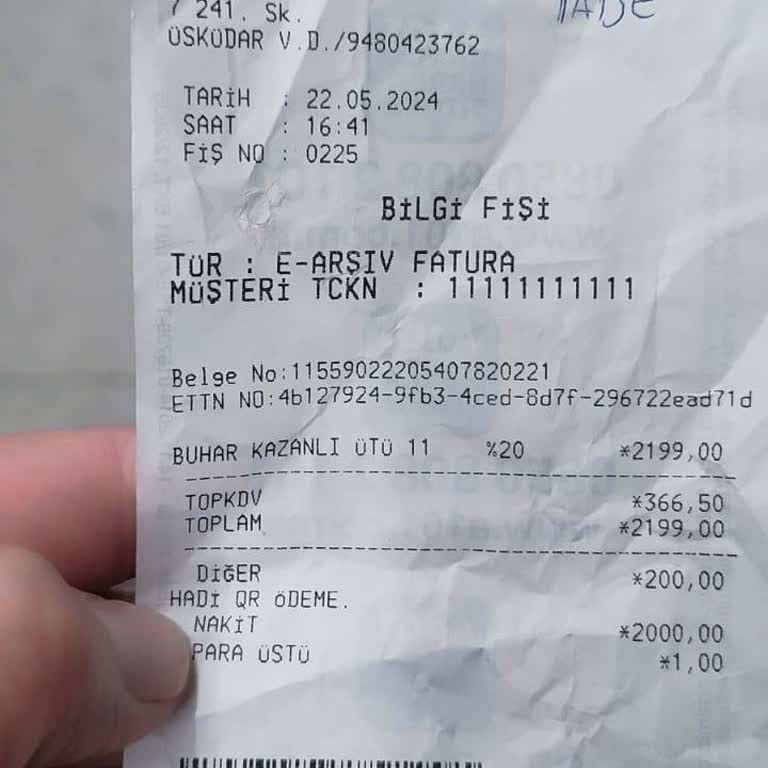 241. Sk.
İADE
ÜSKÜDAR V.D./9480423762
TARİH : 22.05.2024
SAAT : 16:41
FİŞ NO : 0225
BİLGİ FİŞİ
TÜR : E-ARŞİV FATURA
MÜŞTERİ TCKN : 11111111111
Belge No:11559022205407820221
ETTN NO:4b127924-9fb3-4ced-8d7f-296722ead71d
BUHAR KAZANLI ÜTÜ 11 %20 *2199,00
TOPKDV *366,50
TOPLAM *2199,00
DİĞER *200,00
HADİ QR ÖDEME.
NAKİT *2000,00
PARA ÜSTÜ *1,00